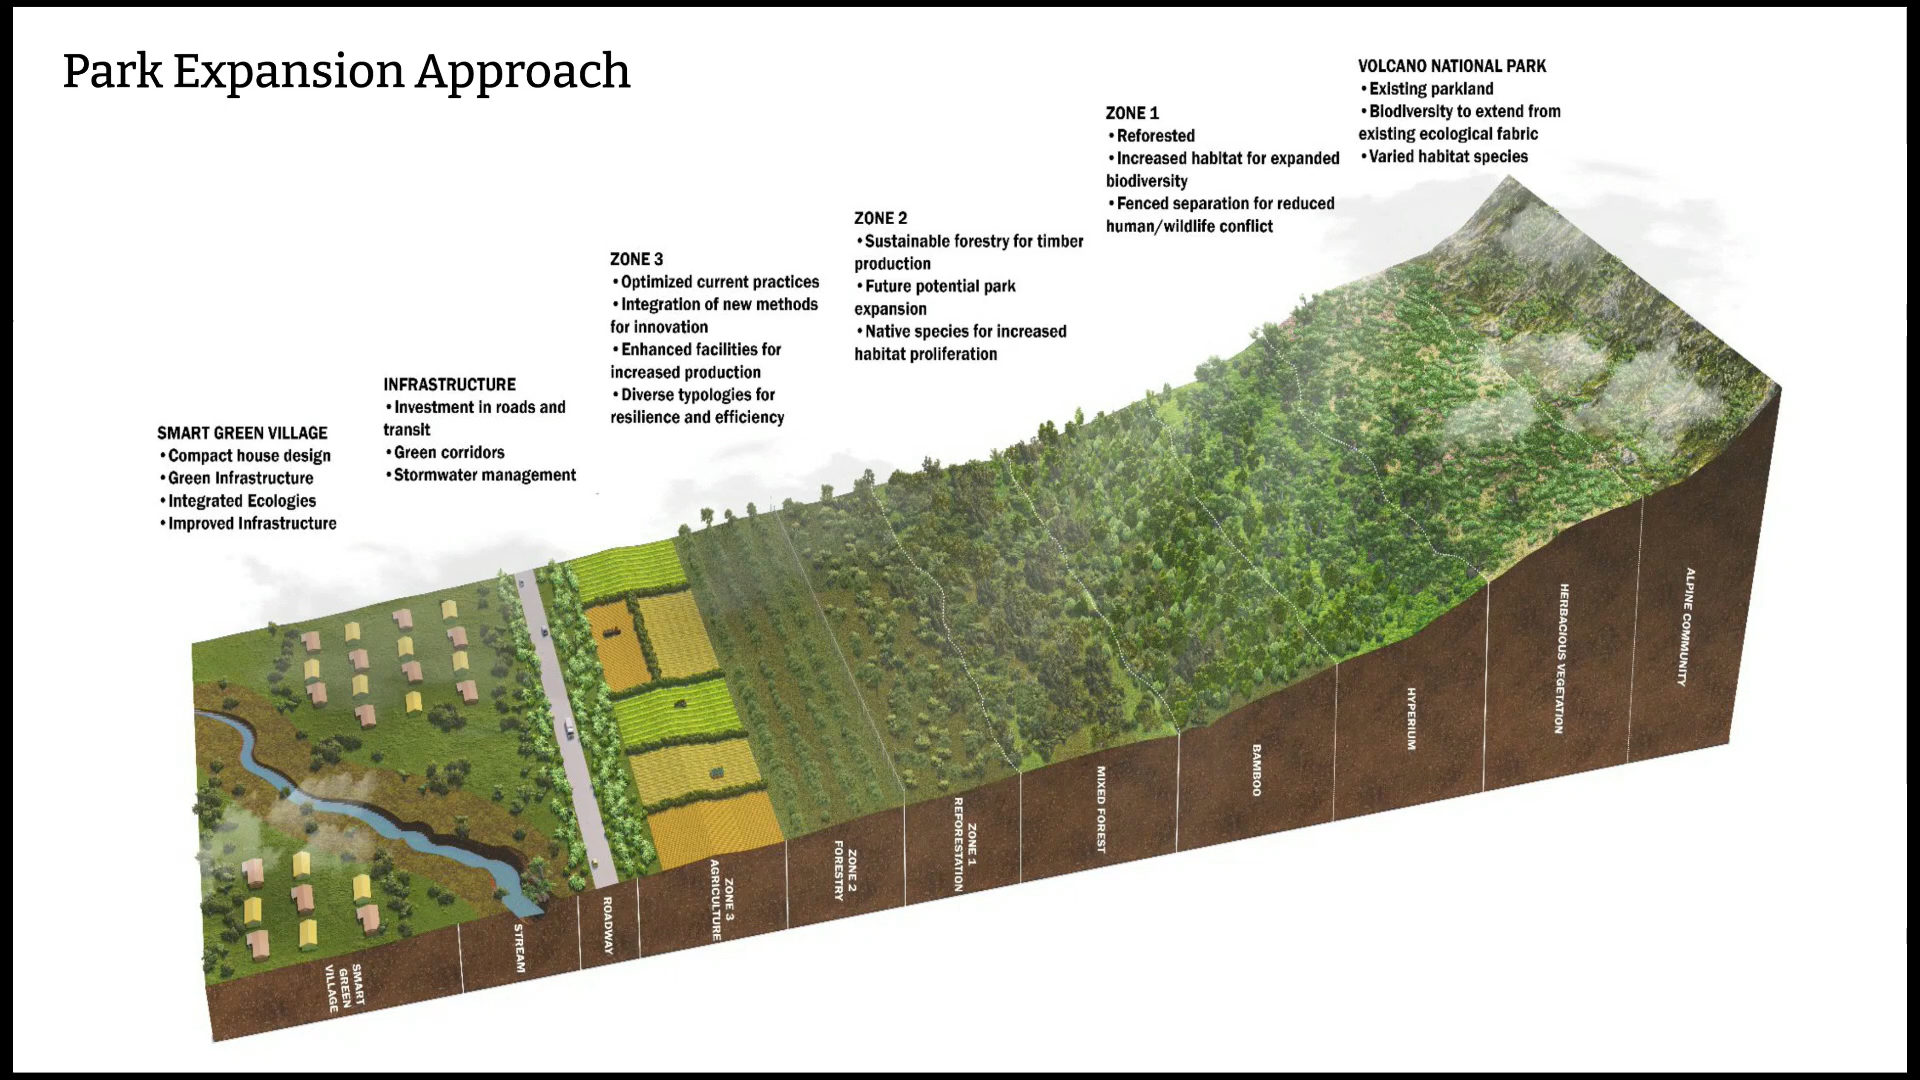 Park Expansion Approach
VOLCANO NATIONAL PARK
• Existing parkland
• Biodiversity to extend from
existing ecological fabric
• Varied habitat species
ZONE 1
• Reforested
• Increased habitat for expanded
biodiversity
• Fenced separation for reduced
human/wildlife conflict
ZONE 2
• Sustainable forestry for timber
production
• Future potential park
expansion
• Native species for increased
habitat proliferation
ZONE 3
• Optimized current practices
• Integration of new methods
for innovation
• Enhanced facilities for
increased production
• Diverse typologies for
resilience and efficiency
INFRASTRUCTURE
• Investment in roads and
transit
• Green corridors
• Stormwater management
SMART GREEN VILLAGE
• Compact house design
• Green Infrastructure
• Integrated Ecologies
• Improved Infrastructure
SMART
GREEN
VILLAGE
STREAM
ROADWAY
ZONE 3
AGRICULTURE
ZONE 2
FORESTRY
ZONE 1
REFORESTATION
MIXED FOREST
BAMBOO
HYPERIUM
HERBACIOUS VEGETATION
ALPINE COMMUNITY